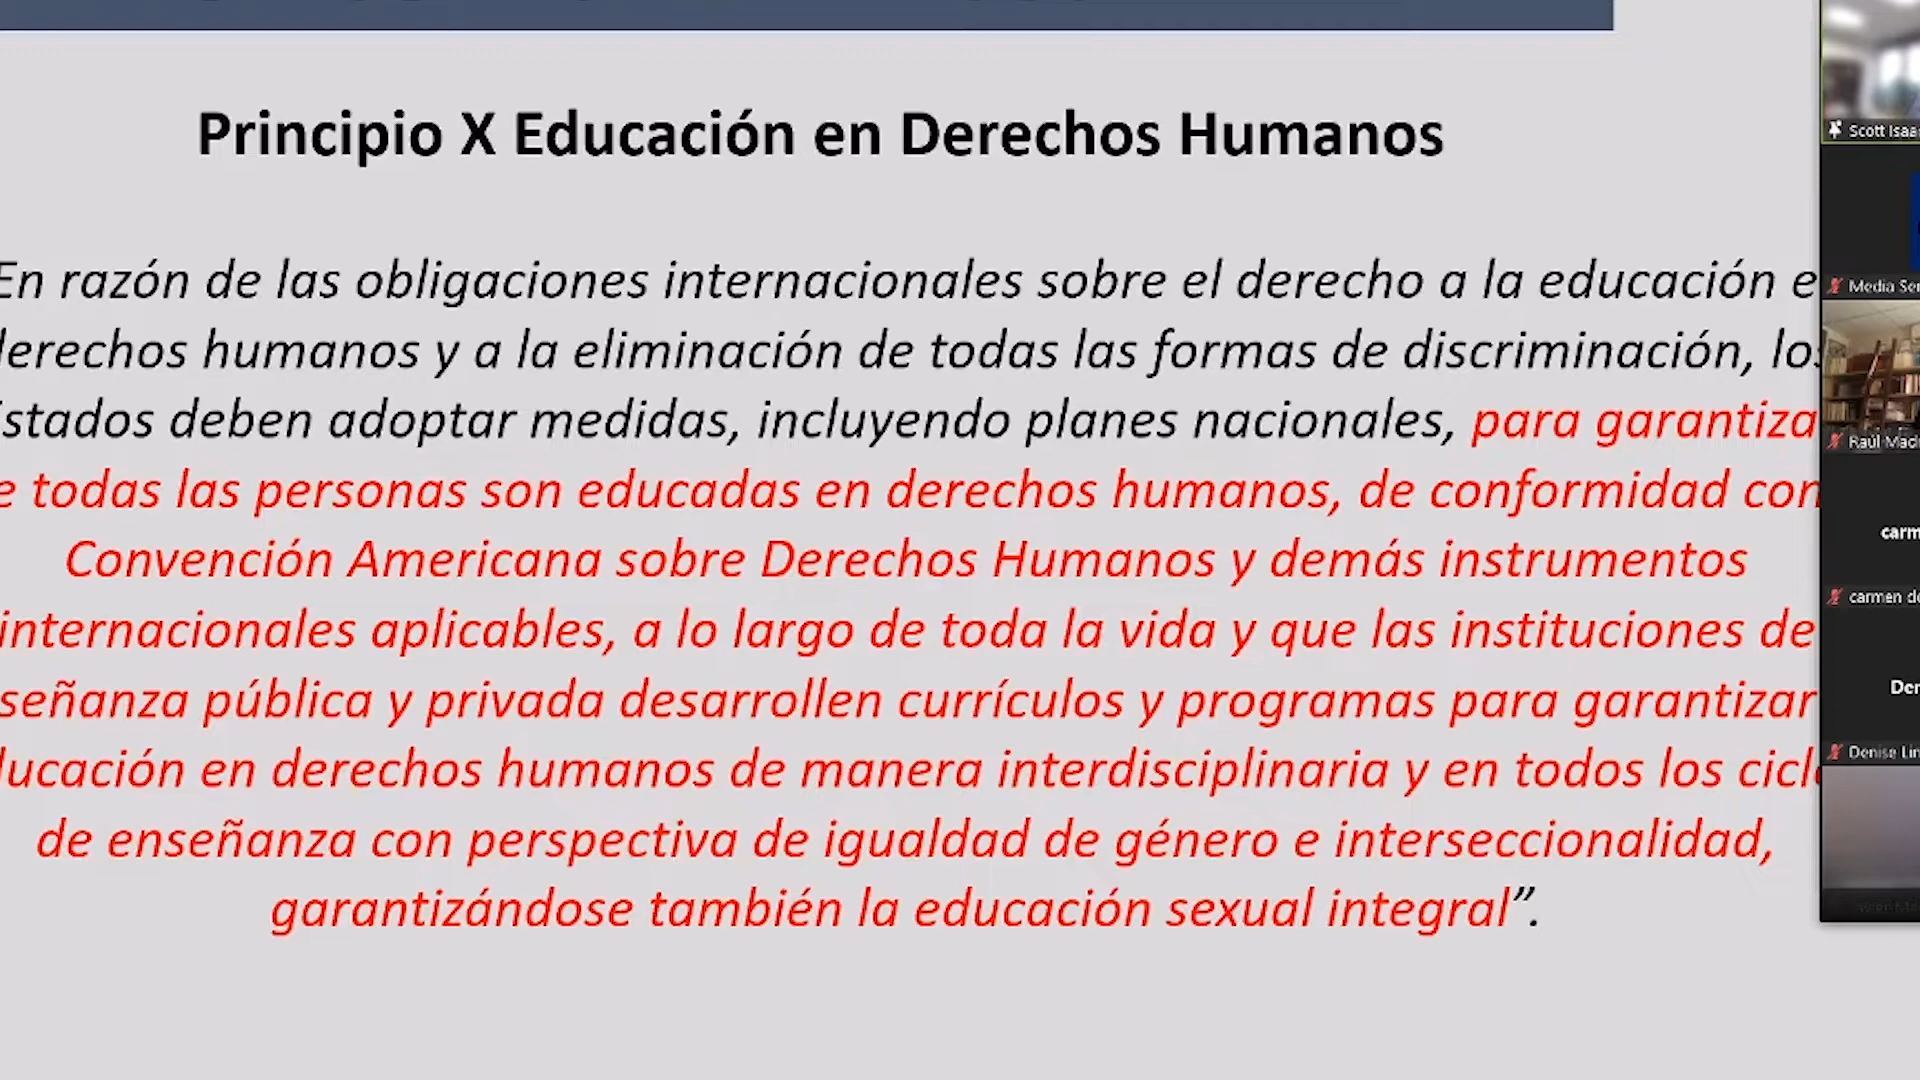 Principio X Educación en Derechos Humanos
En razón de las obligaciones internacionales sobre el derecho a la educación e
derechos humanos y a la eliminación de todas las formas de discriminación, los
stados deben adoptar medidas, incluyendo planes nacionales, para garantiza
e todas las personas son educadas en derechos humanos, de conformidad con
Convención Americana sobre Derechos Humanos y demás instrumentos
internacionales aplicables, a lo largo de toda la vida y que las instituciones de
señanza pública y privada desarrollen currículos y programas para garantizar
ducación en derechos humanos de manera interdisciplinaria y en todos los ciclo
de enseñanza con perspectiva de igualdad de género e interseccionalidad,
garantizándose también la educación sexual integral”.
Scott Isaa
Media Ser
Raúl Mad
carm
carmen de
Den
Denise Lin